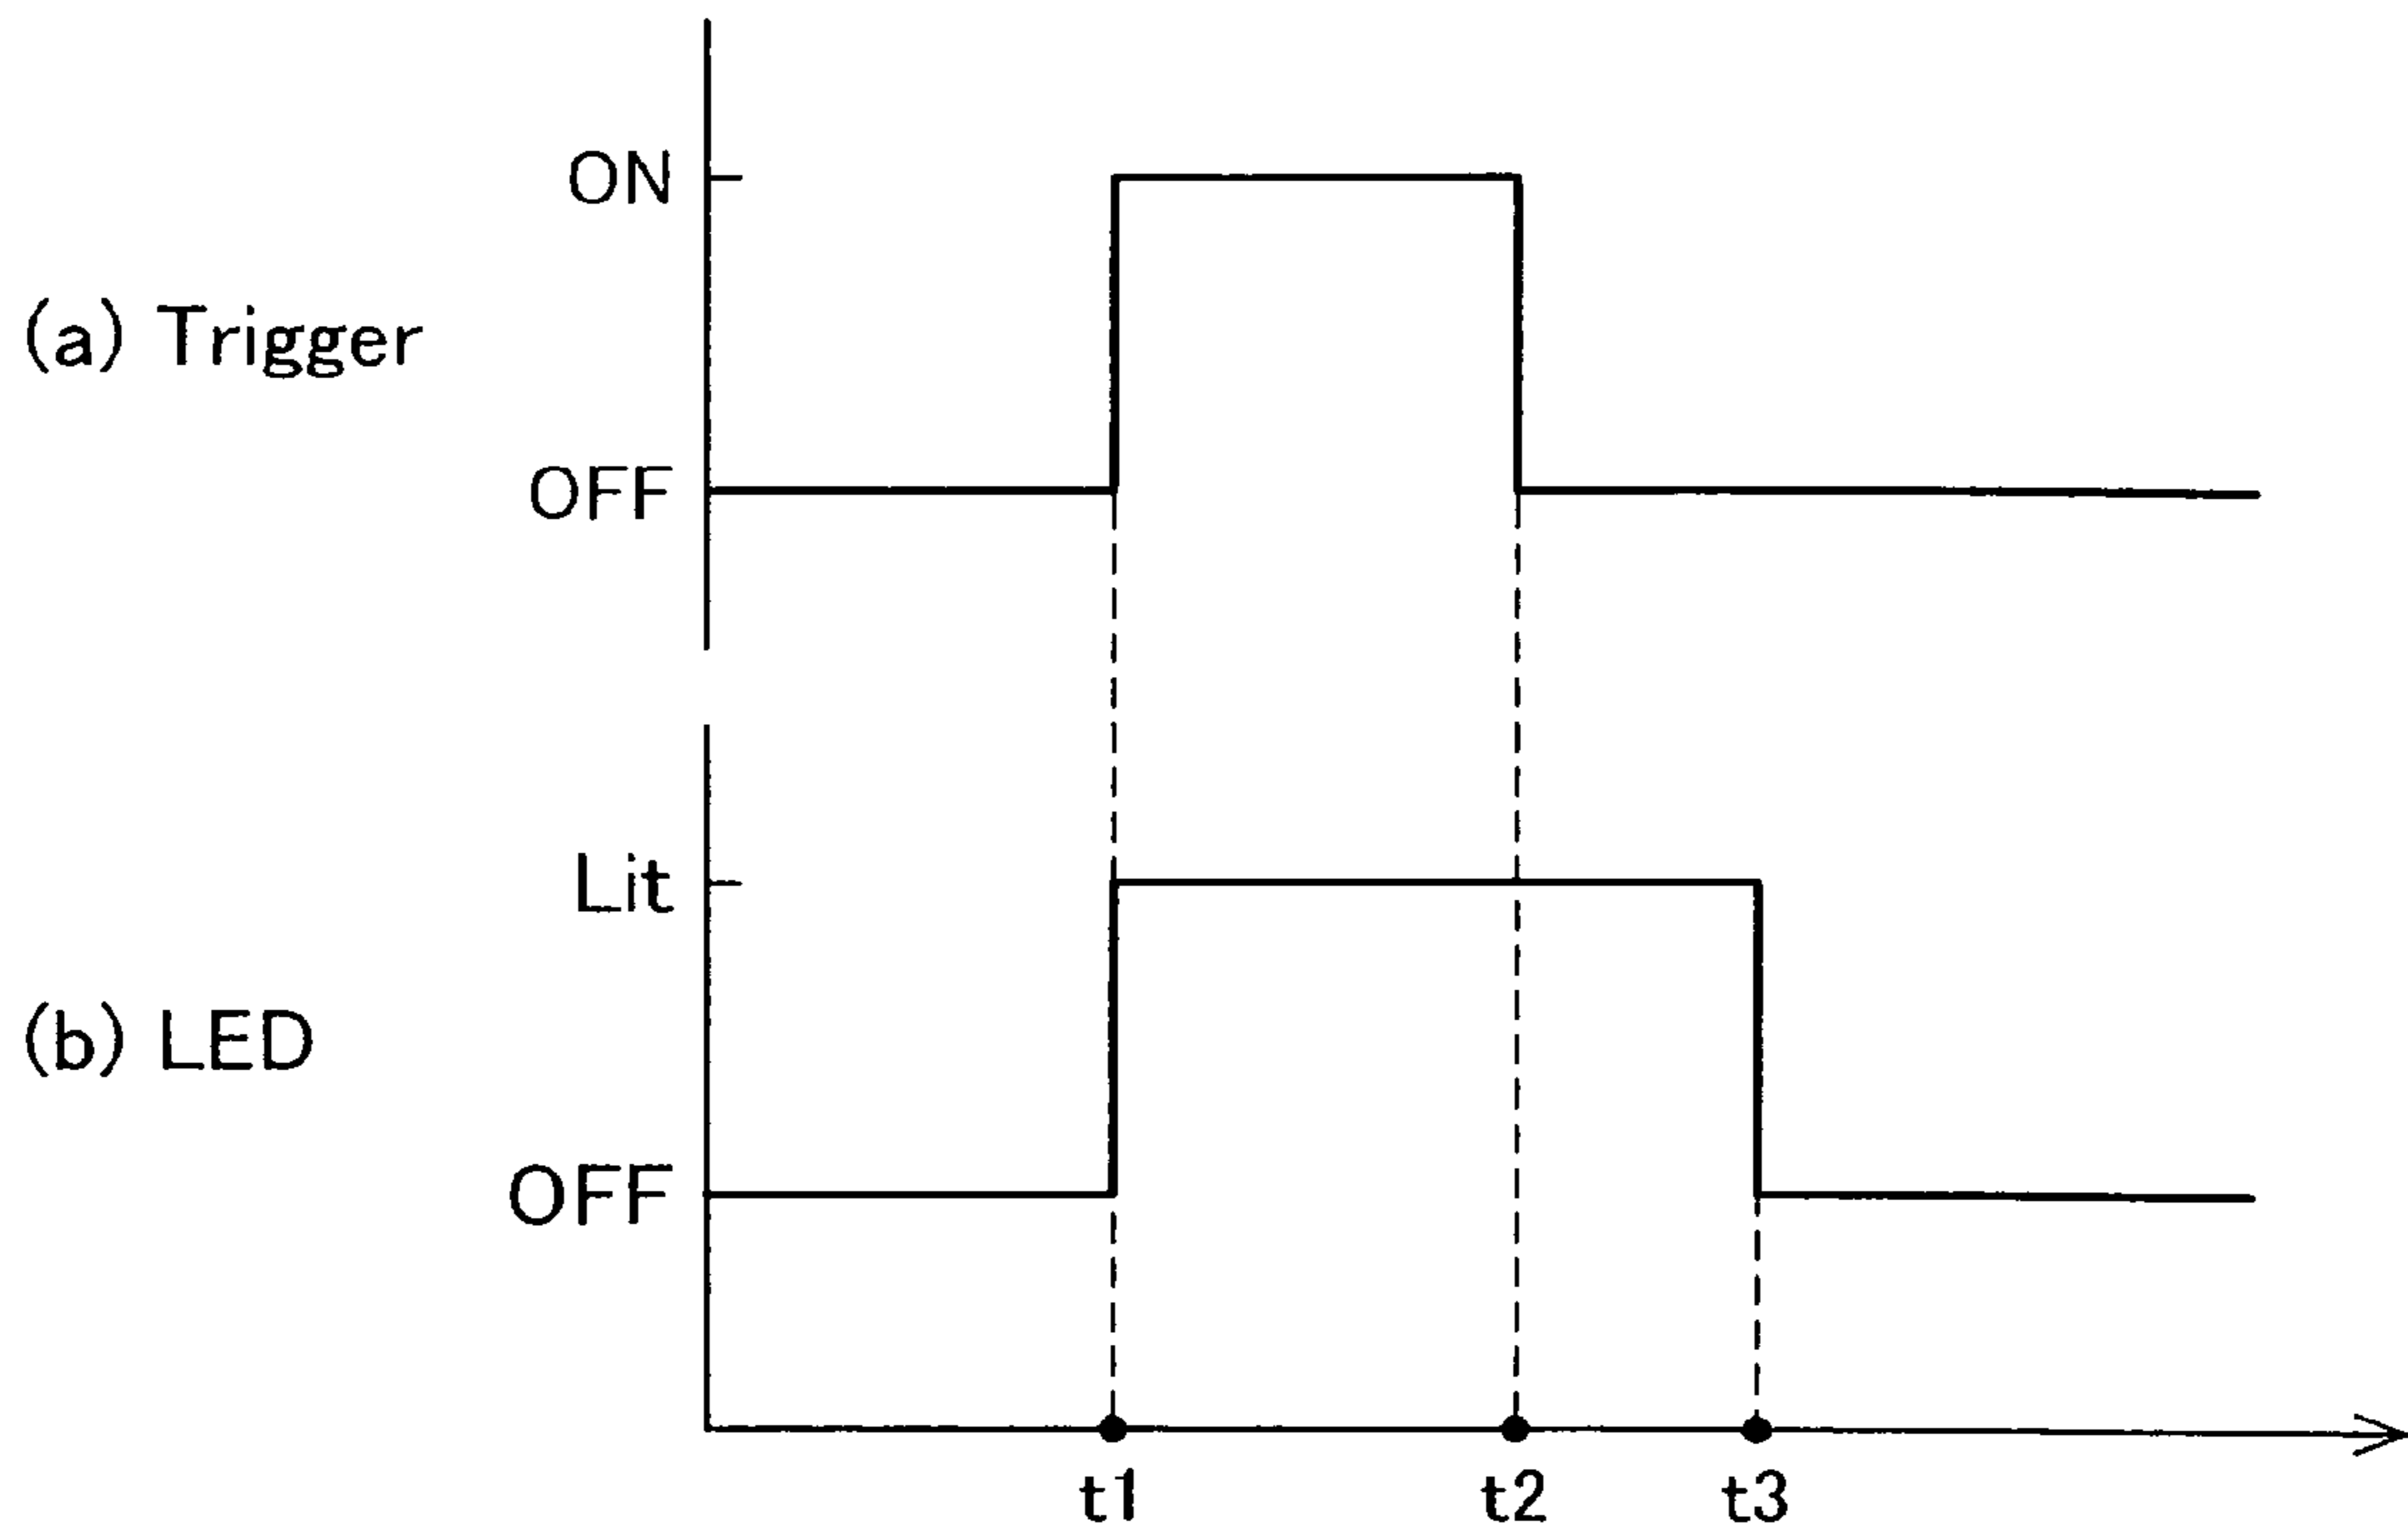 ON
(a) Trigger
OFF
Lit
(b) LED
OFF
t1 t2 t3